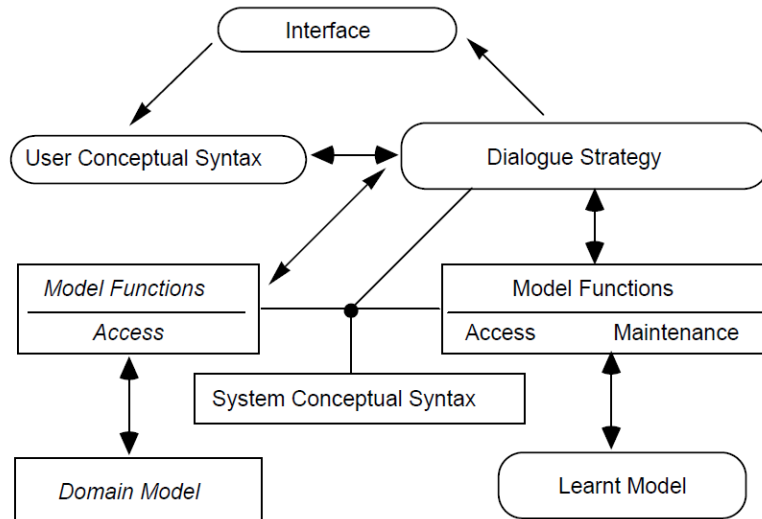 Interface
User Conceptual Syntax
Dialogue Strategy
Model Functions
Access
Model Functions
Access Maintenance
System Conceptual Syntax
Domain Model
Learnt Model